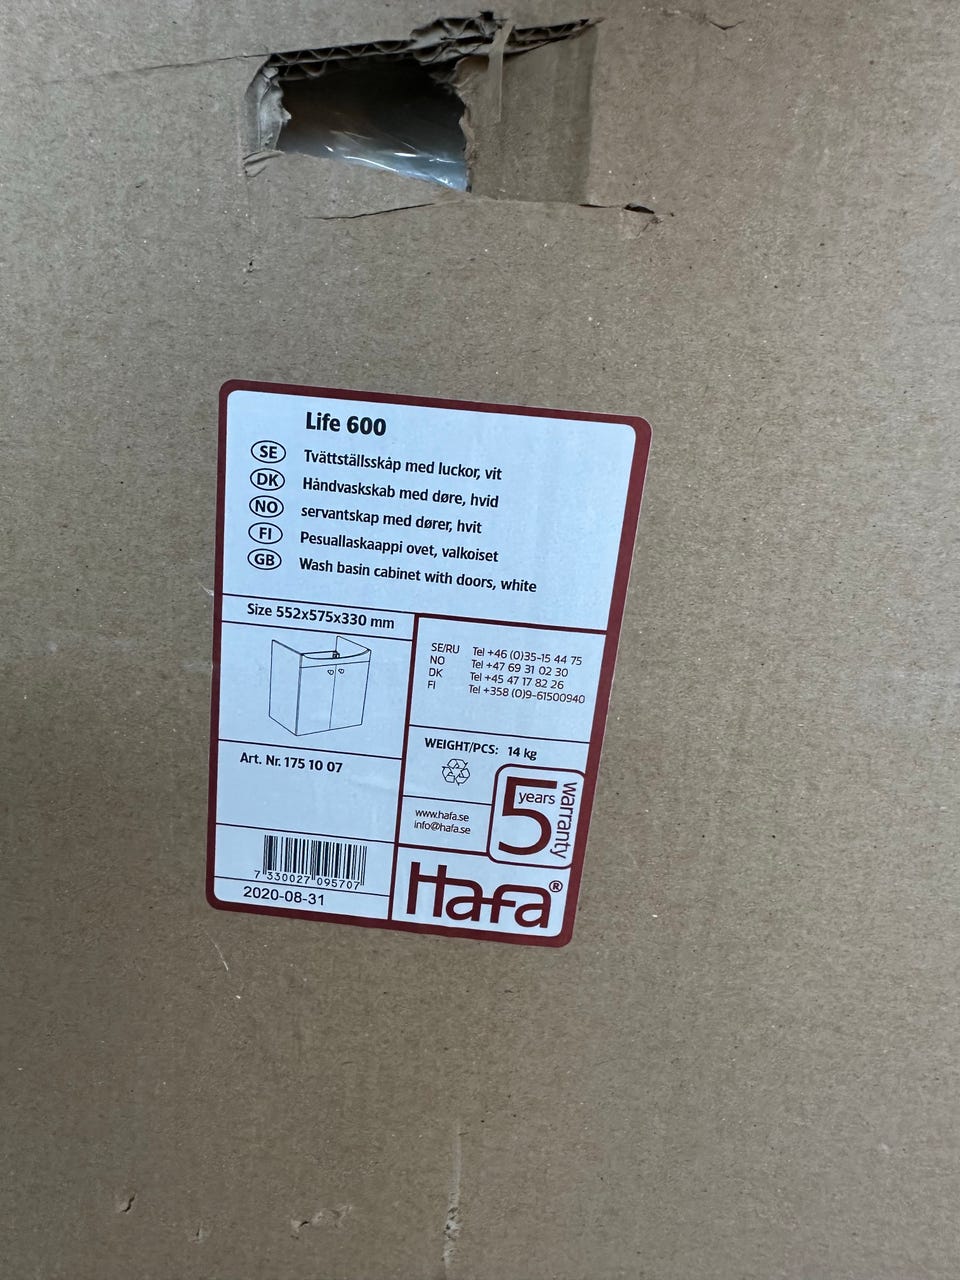 Life 600
SE Tvättställsskåp med luckor, vit
DK Håndvaskskab med døre, hvid
NO servantskap med dører, hvit
FI Pesuallaskaappi ovet, valkoiset
GB Wash basin cabinet with doors, white
Size 552x575x330 mm
SE/RU Tel +46 (0)35-15 44 75
NO Tel +47 69 31 02 30
DK Tel +45 47 17 82 26
FI Tel +358 (0)9-61500940
WEIGHT/PCS: 14 kg
Art. Nr. 175 10 07
www.hafa.se
info@hafa.se
5 years warranty
7 330027 095707
2020-08-31
Hafa®